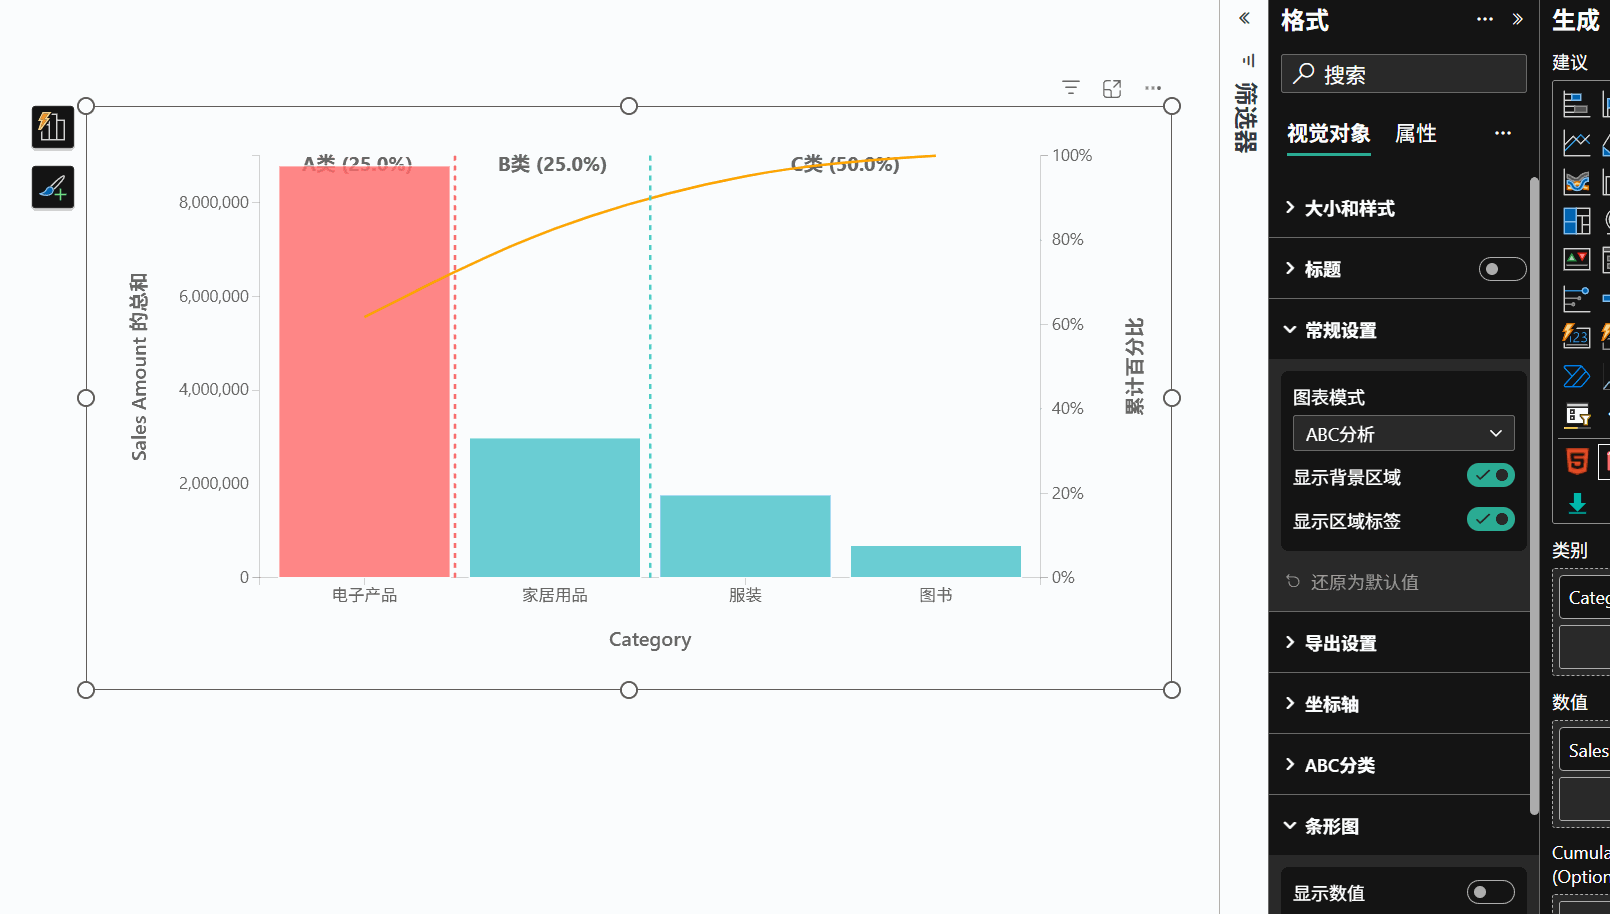 A类 (25.0%)
B类 (25.0%)
C类 (50.0%)
8,000,000
6,000,000
4,000,000
2,000,000
0
Sales Amount 的总和
100%
80%
60%
40%
20%
0%
累计百分比
电子产品
家居用品
服装
图书
Category
筛选器
格式
搜索
视觉对象
属性
大小和样式
标题
常规设置
图表模式
ABC分析
显示背景区域
显示区域标签
还原为默认值
导出设置
坐标轴
ABC分类
条形图
显示数值
生成
建议
123
5
类别
Categ
数值
Sales
Cumula
(Option